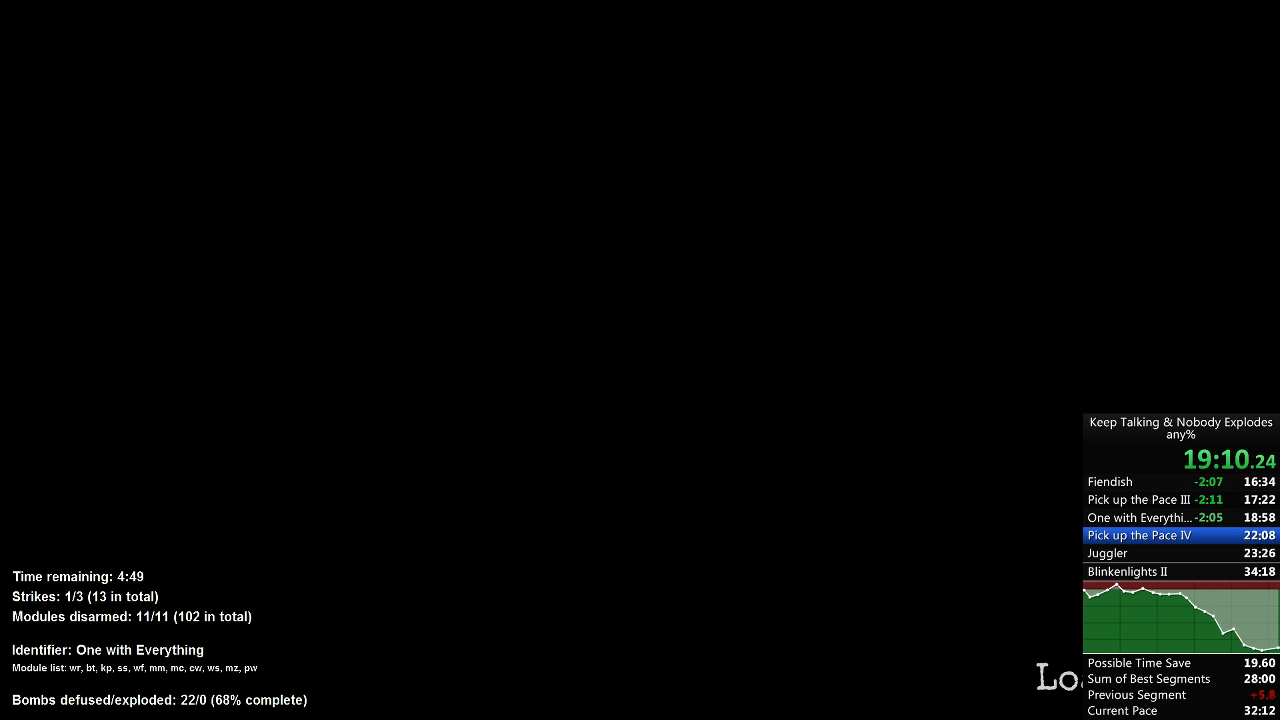 Keep Talking & Nobody Explodes
any%
19:10.24
Fiendish -2:07 16:34
Pick up the Pace III -2:11 17:22
One with Everythi... -2:05 18:58
Pick up the Pace IV 22:08
Juggler 23:26
Blinkenlights II 34:18
Time remaining: 4:49
Strikes: 1/3 (13 in total)
Modules disarmed: 11/11 (102 in total)
Identifier: One with Everything
Module list: wr, bt, kp, ss, wf, mm, mc, cw, ws, mz, pw
Bombs defused/exploded: 22/0 (68% complete)
Lo
Possible Time Save 19.60
Sum of Best Segments 28:00
Previous Segment +5.8
Current Pace 32:12